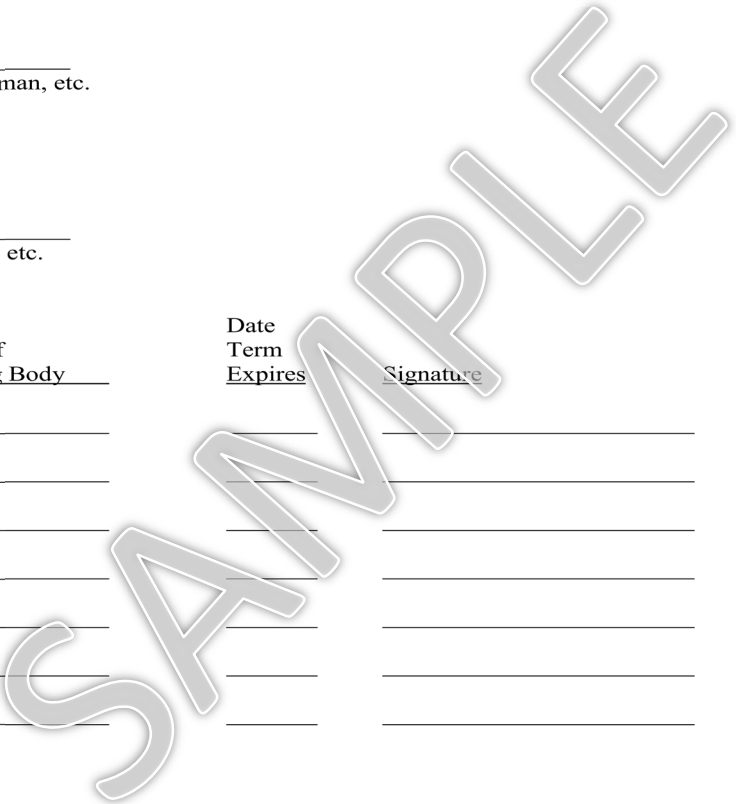 man, etc.
etc.
Date
Term
g Body Expires Signature
SAMPLE